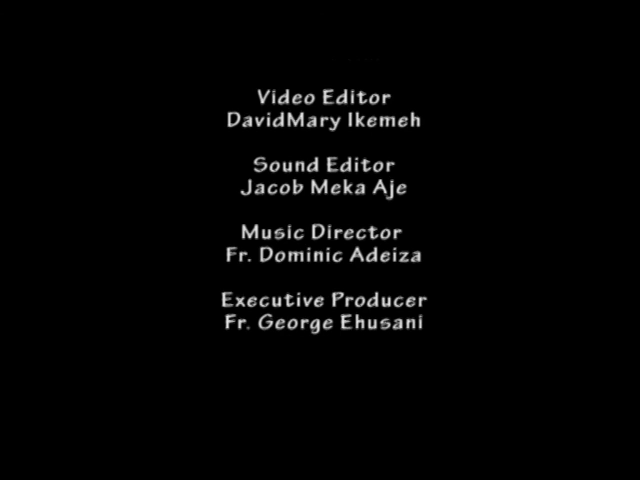 Video Editor
DavidMary Ikemeh
Sound Editor
Jacob Meka Aje
Music Director
Fr. Dominic Adeiza
Executive Producer
Fr. George Ehusani